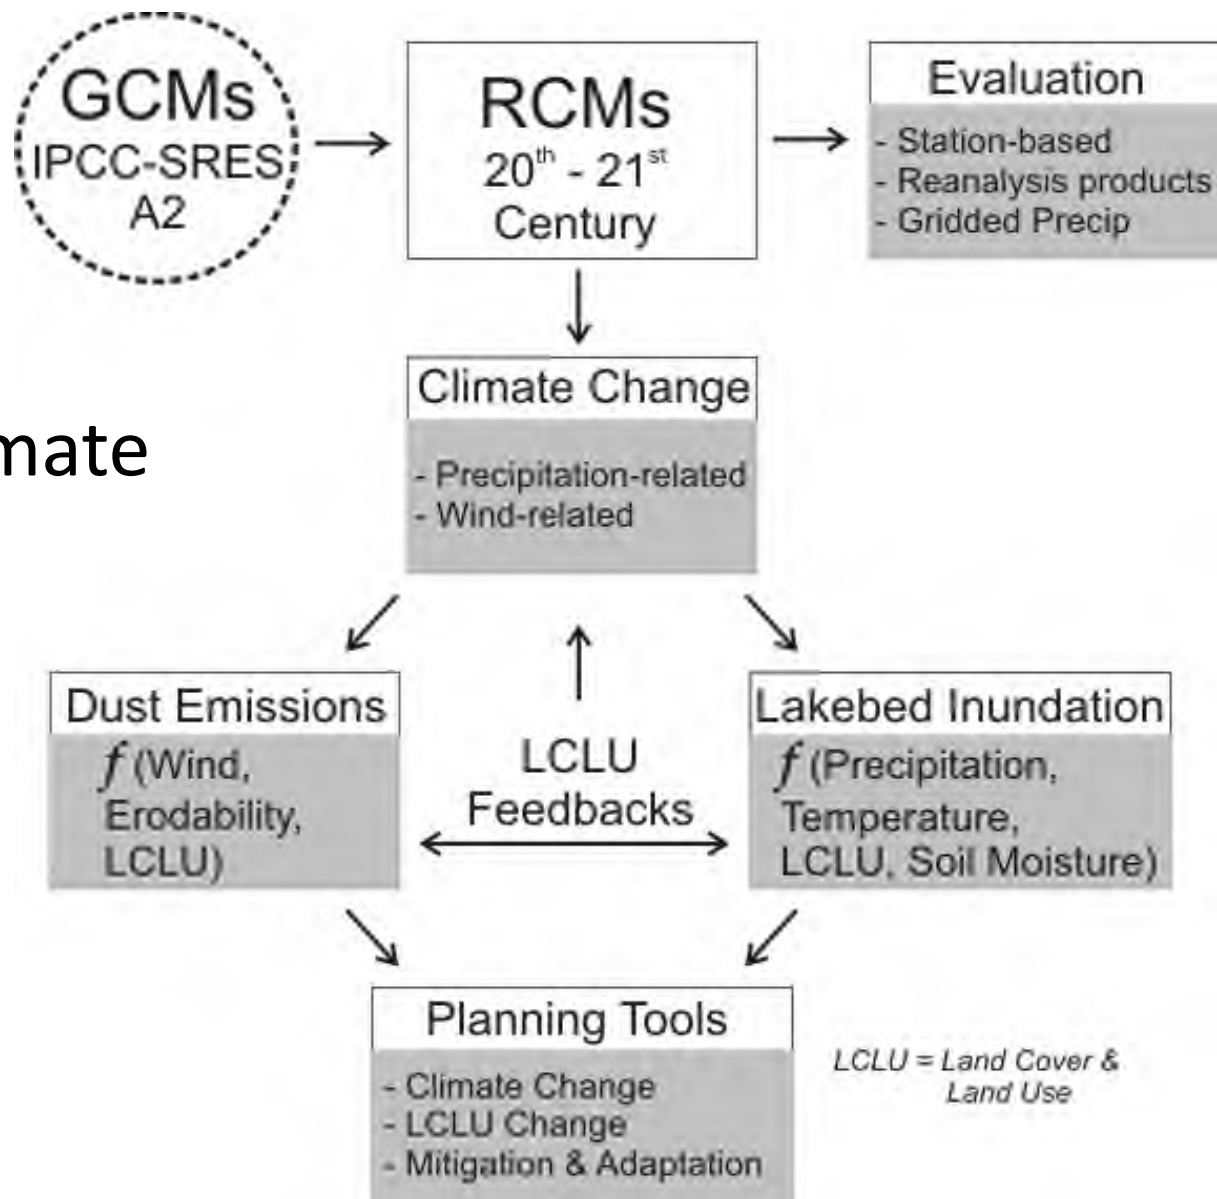 GCMs
IPCC-SRES
A2
RCMs
20th - 21st
Century
Evaluation
- Station-based
- Reanalysis products
- Gridded Precip
Climate Change
- Precipitation-related
- Wind-related
mate
Dust Emissions
f (Wind,
Erodability,
LCLU)
LCLU
Feedbacks
Lakebed Inundation
f (Precipitation,
Temperature,
LCLU, Soil Moisture)
Planning Tools
- Climate Change
- LCLU Change
- Mitigation & Adaptation
LCLU = Land Cover &
Land Use